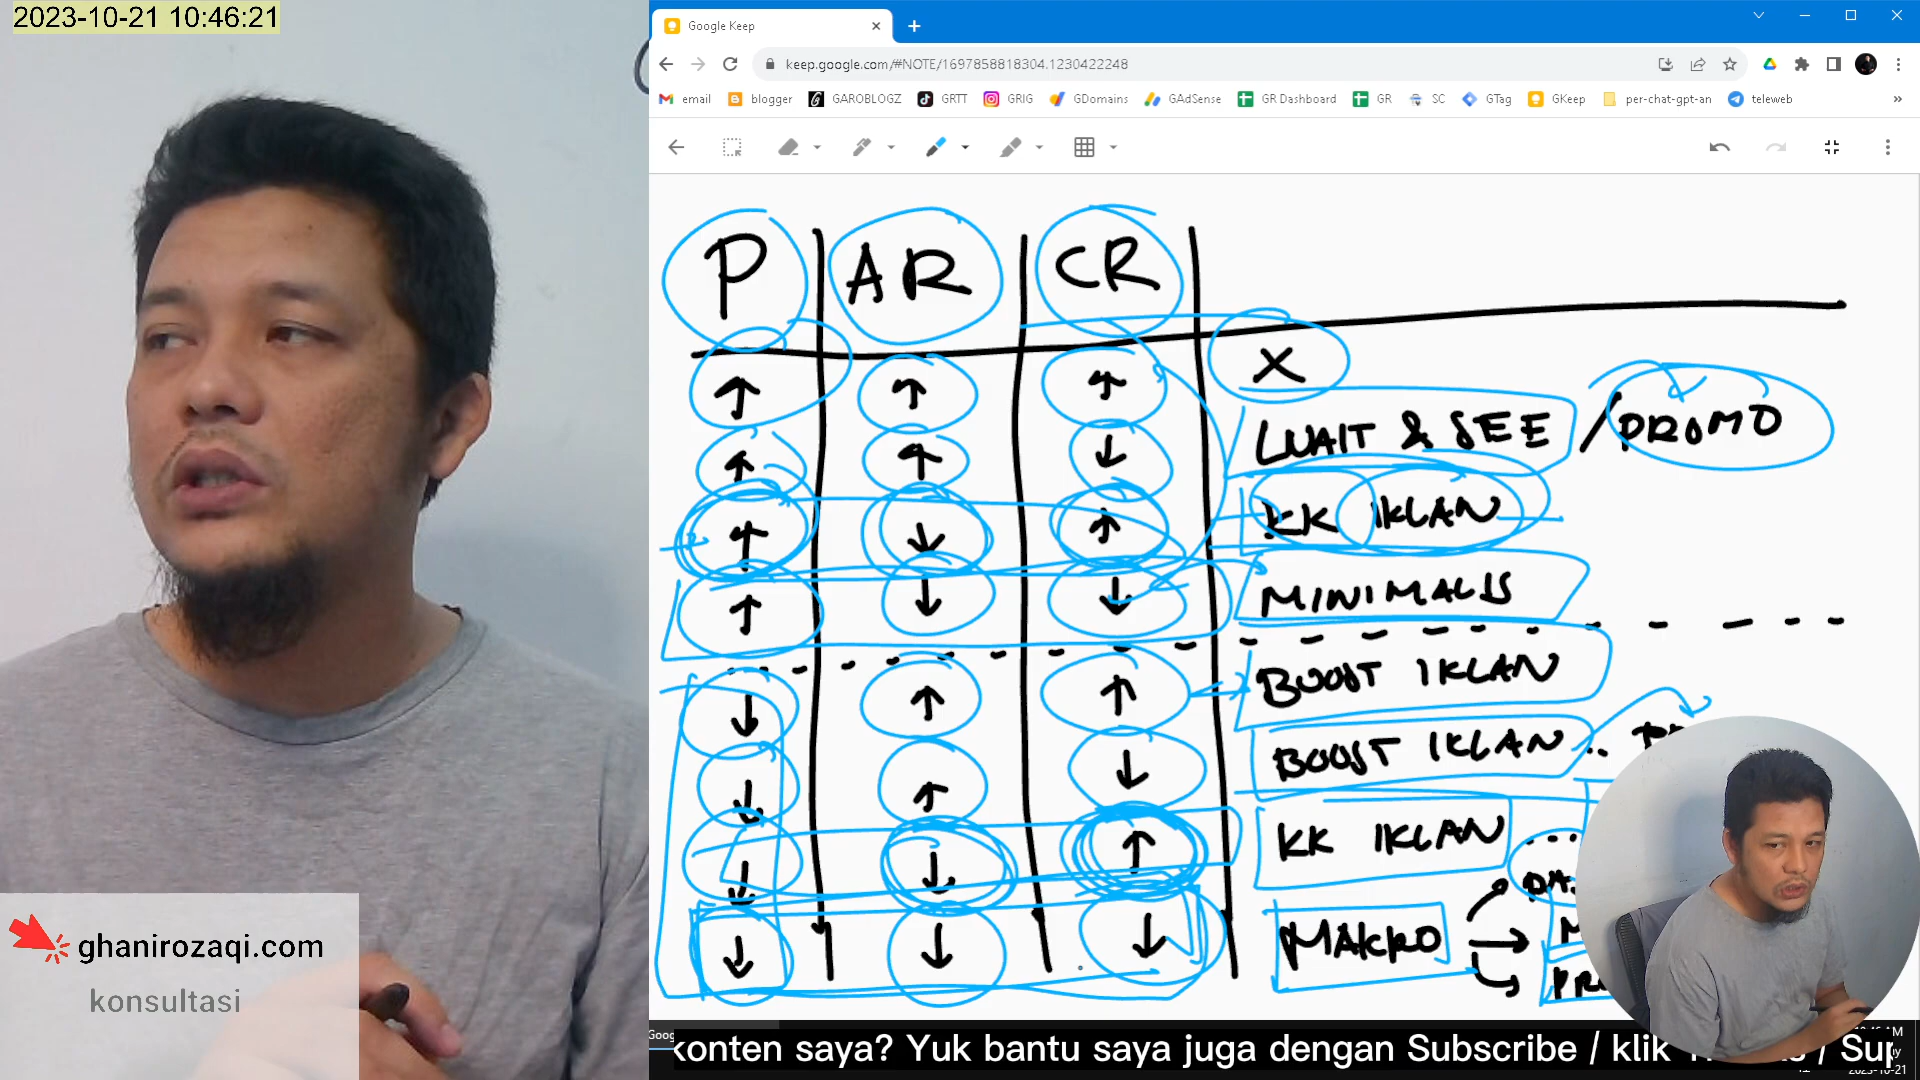 2023-10-21 10:46:21
Google Keep
keep.google.com/#NOTE/1697858818304.1230422248
email blogger GAROBLOGZ GRTT GRIG GDomains GAdSense GR Dashboard GR SC GTag GKeep per-chat-gpt-an teleweb »
P AR CR
↑ ↑ ↑ X
↑ ↑ ↓ WAIT & SEE / PROMO
↑ ↓ ↑ KK IKLAN
↑ ↓ ↓ MINIMALIS
↓ ↑ ↑ BOOST IKLAN
↓ ↑ ↓ BOOST IKLAN ..
↓ ↓ ↑ KK IKLAN
↓ ↓ ↓ MAKRO
ghanirozaqi.com
konsultasi
konten saya? Yuk bantu saya juga dengan Subscribe / klik